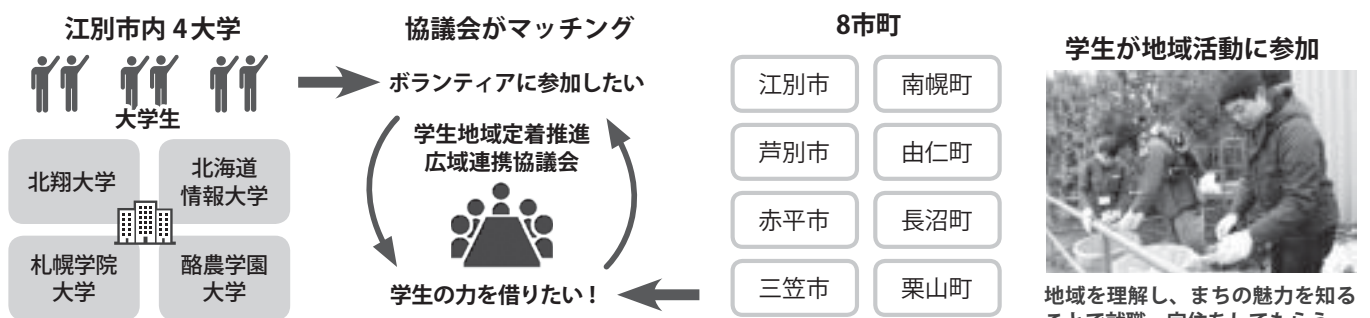 江別市内 4大学
大学生
北翔大学
北海道
情報大学
札幌学院
大学
酪農学園
大学
協議会がマッチング
ボランティアに参加したい
学生地域定着推進
広域連携協議会
学生の力を借りたい！
8市町
江別市
南幌町
芦別市
由仁町
赤平市
長沼町
三笠市
栗山町
学生が地域活動に参加
地域を理解し、まちの魅力を知る